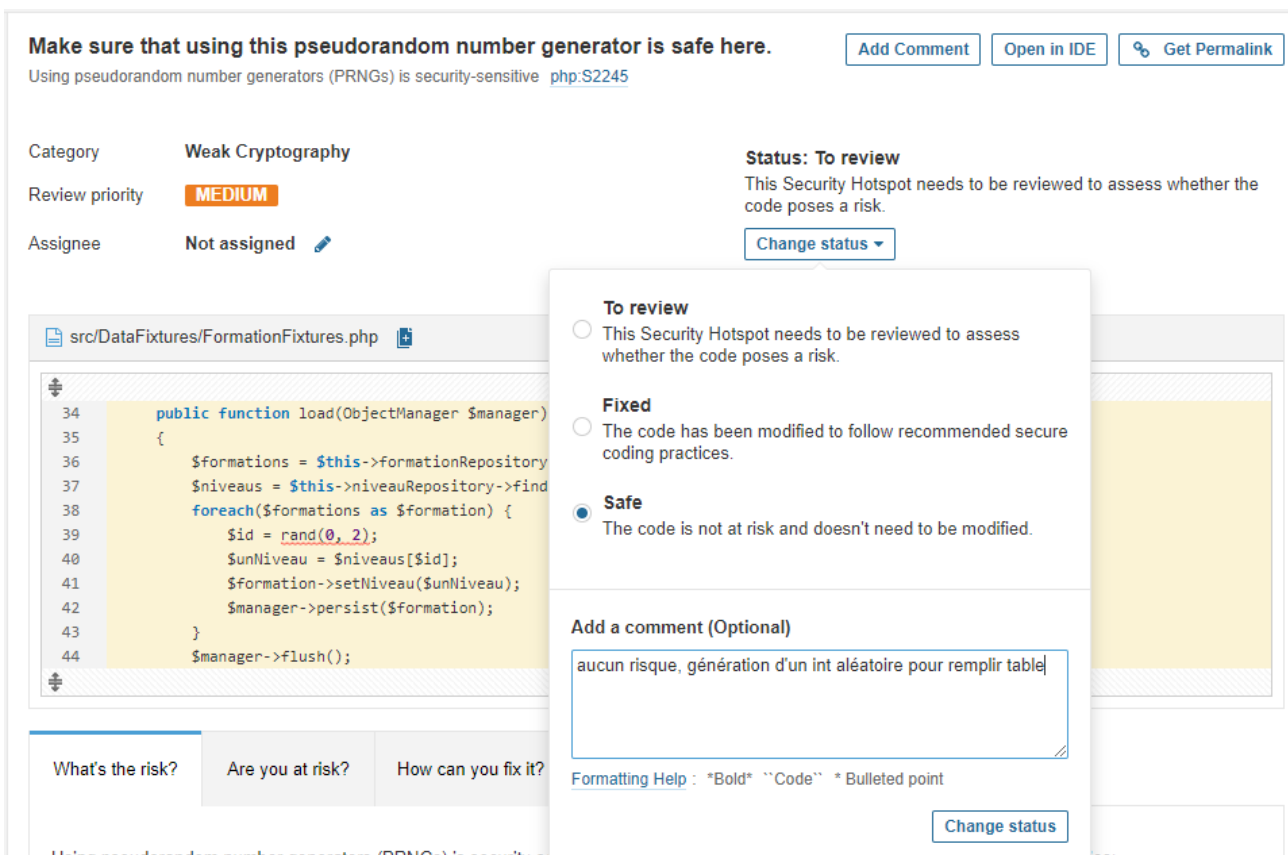 Make sure that using this pseudorandom number generator is safe here.
Add Comment
Open in IDE
Get Permalink
Using pseudorandom number generators (PRNGs) is security-sensitive php:S2245
Category Weak Cryptography
Review priority MEDIUM
Assignee Not assigned
Status: To review
This Security Hotspot needs to be reviewed to assess whether the
code poses a risk.
Change status
src/DataFixtures/FormationFixtures.php
34 public function load(ObjectManager $manager)
35 {
36 $formations = $this->formationRepository
37 $niveaus = $this->niveauRepository->find
38 foreach($formations as $formation) {
39 $id = rand(0, 2);
40 $unNiveau = $niveaus[$id];
41 $formation->setNiveau($unNiveau);
42 $manager->persist($formation);
43 }
44 $manager->flush();
To review
This Security Hotspot needs to be reviewed to assess
whether the code poses a risk.
Fixed
The code has been modified to follow recommended secure
coding practices.
Safe
The code is not at risk and doesn't need to be modified.
Add a comment (Optional)
aucun risque, génération d'un int aléatoire pour remplir table
Formatting Help : *Bold* ``Code`` * Bulleted point
Change status
What's the risk?
Are you at risk?
How can you fix it?